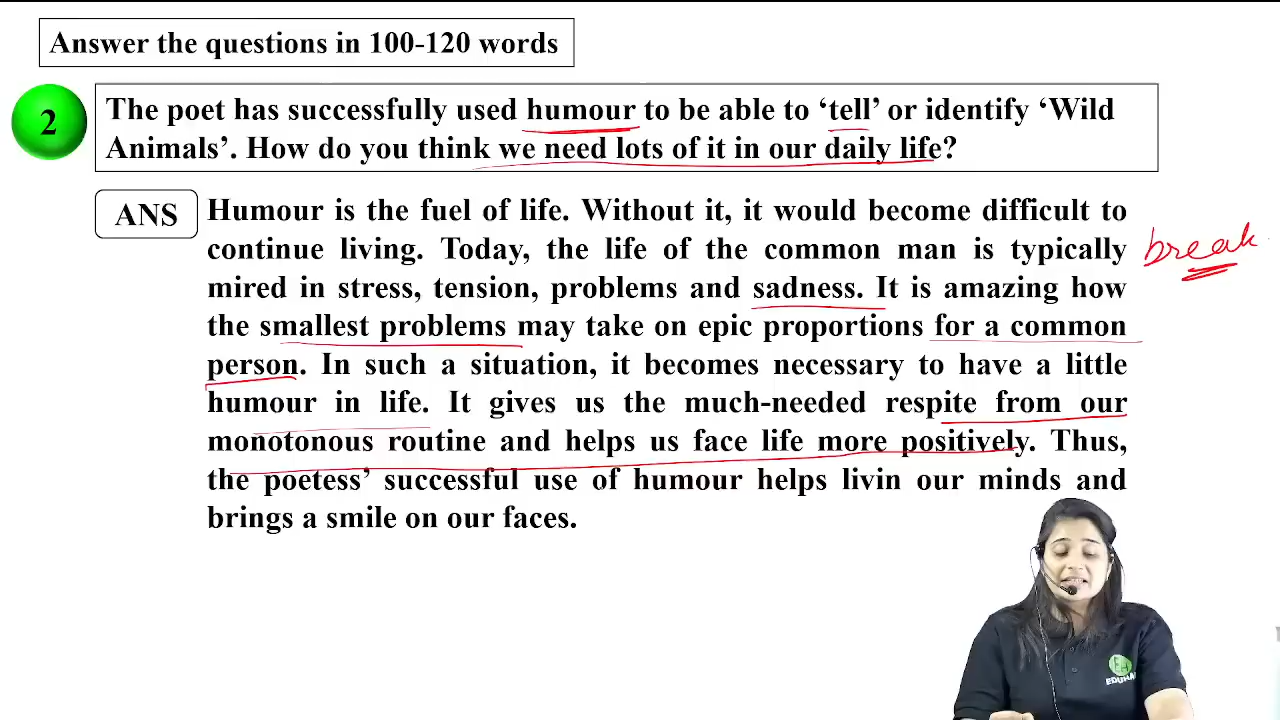 Answer the questions in 100-120 words
2
The poet has successfully used humour to be able to ‘tell’ or identify ‘Wild
Animals’. How do you think we need lots of it in our daily life?
ANS
Humour is the fuel of life. Without it, it would become difficult to
continue living. Today, the life of the common man is typically
break
mired in stress, tension, problems and sadness. It is amazing how
the smallest problems may take on epic proportions for a common
person. In such a situation, it becomes necessary to have a little
humour in life. It gives us the much-needed respite from our
monotonous routine and helps us face life more positively. Thus,
the poetess’ successful use of humour helps livin our minds and
brings a smile on our faces.